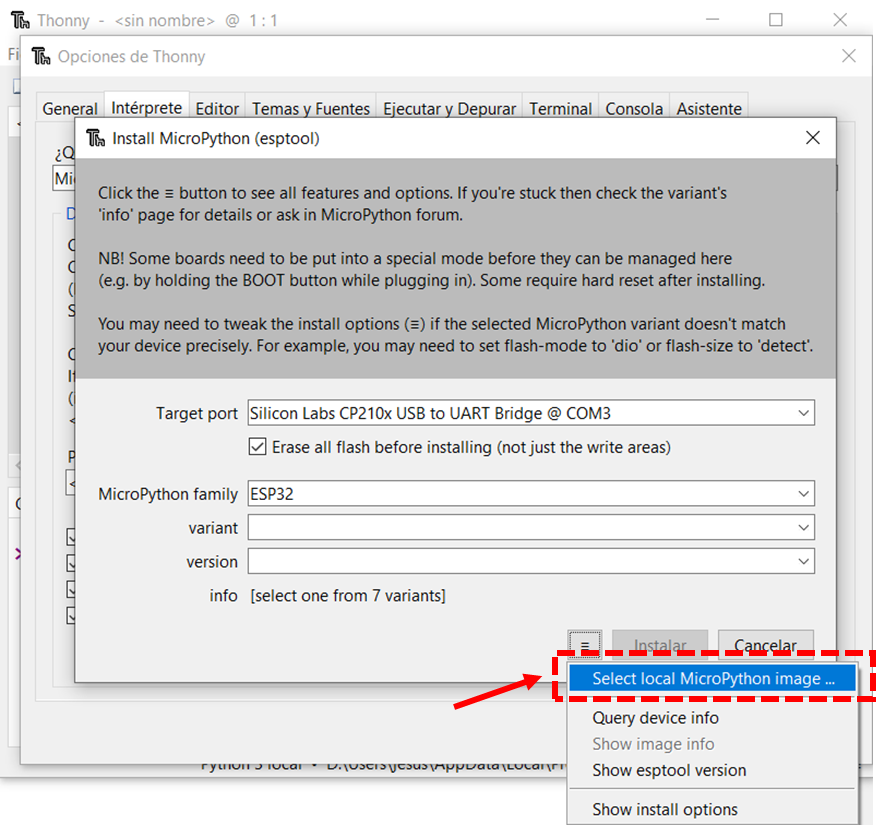 Thonny - <sin nombre> @ 1 : 1
Opciones de Thonny
General Intérprete Editor Temas y Fuentes Ejecutar y Depurar Terminal Consola Asistente
Install MicroPython (esptool)
Click the ≡ button to see all features and options. If you're stuck then check the variant's
'info' page for details or ask in MicroPython forum.
NB! Some boards need to be put into a special mode before they can be managed here
(e.g. by holding the BOOT button while plugging in). Some require hard reset after installing.
You may need to tweak the install options (≡) if the selected MicroPython variant doesn't match
your device precisely. For example, you may need to set flash-mode to 'dio' or flash-size to 'detect'.
Target port Silicon Labs CP210x USB to UART Bridge @ COM3
Erase all flash before installing (not just the write areas)
MicroPython family ESP32
variant
version
info [select one from 7 variants]
≡ Instalar Cancelar
Select local MicroPython image ...
Query device info
Show image info
Show esptool version
Show install options